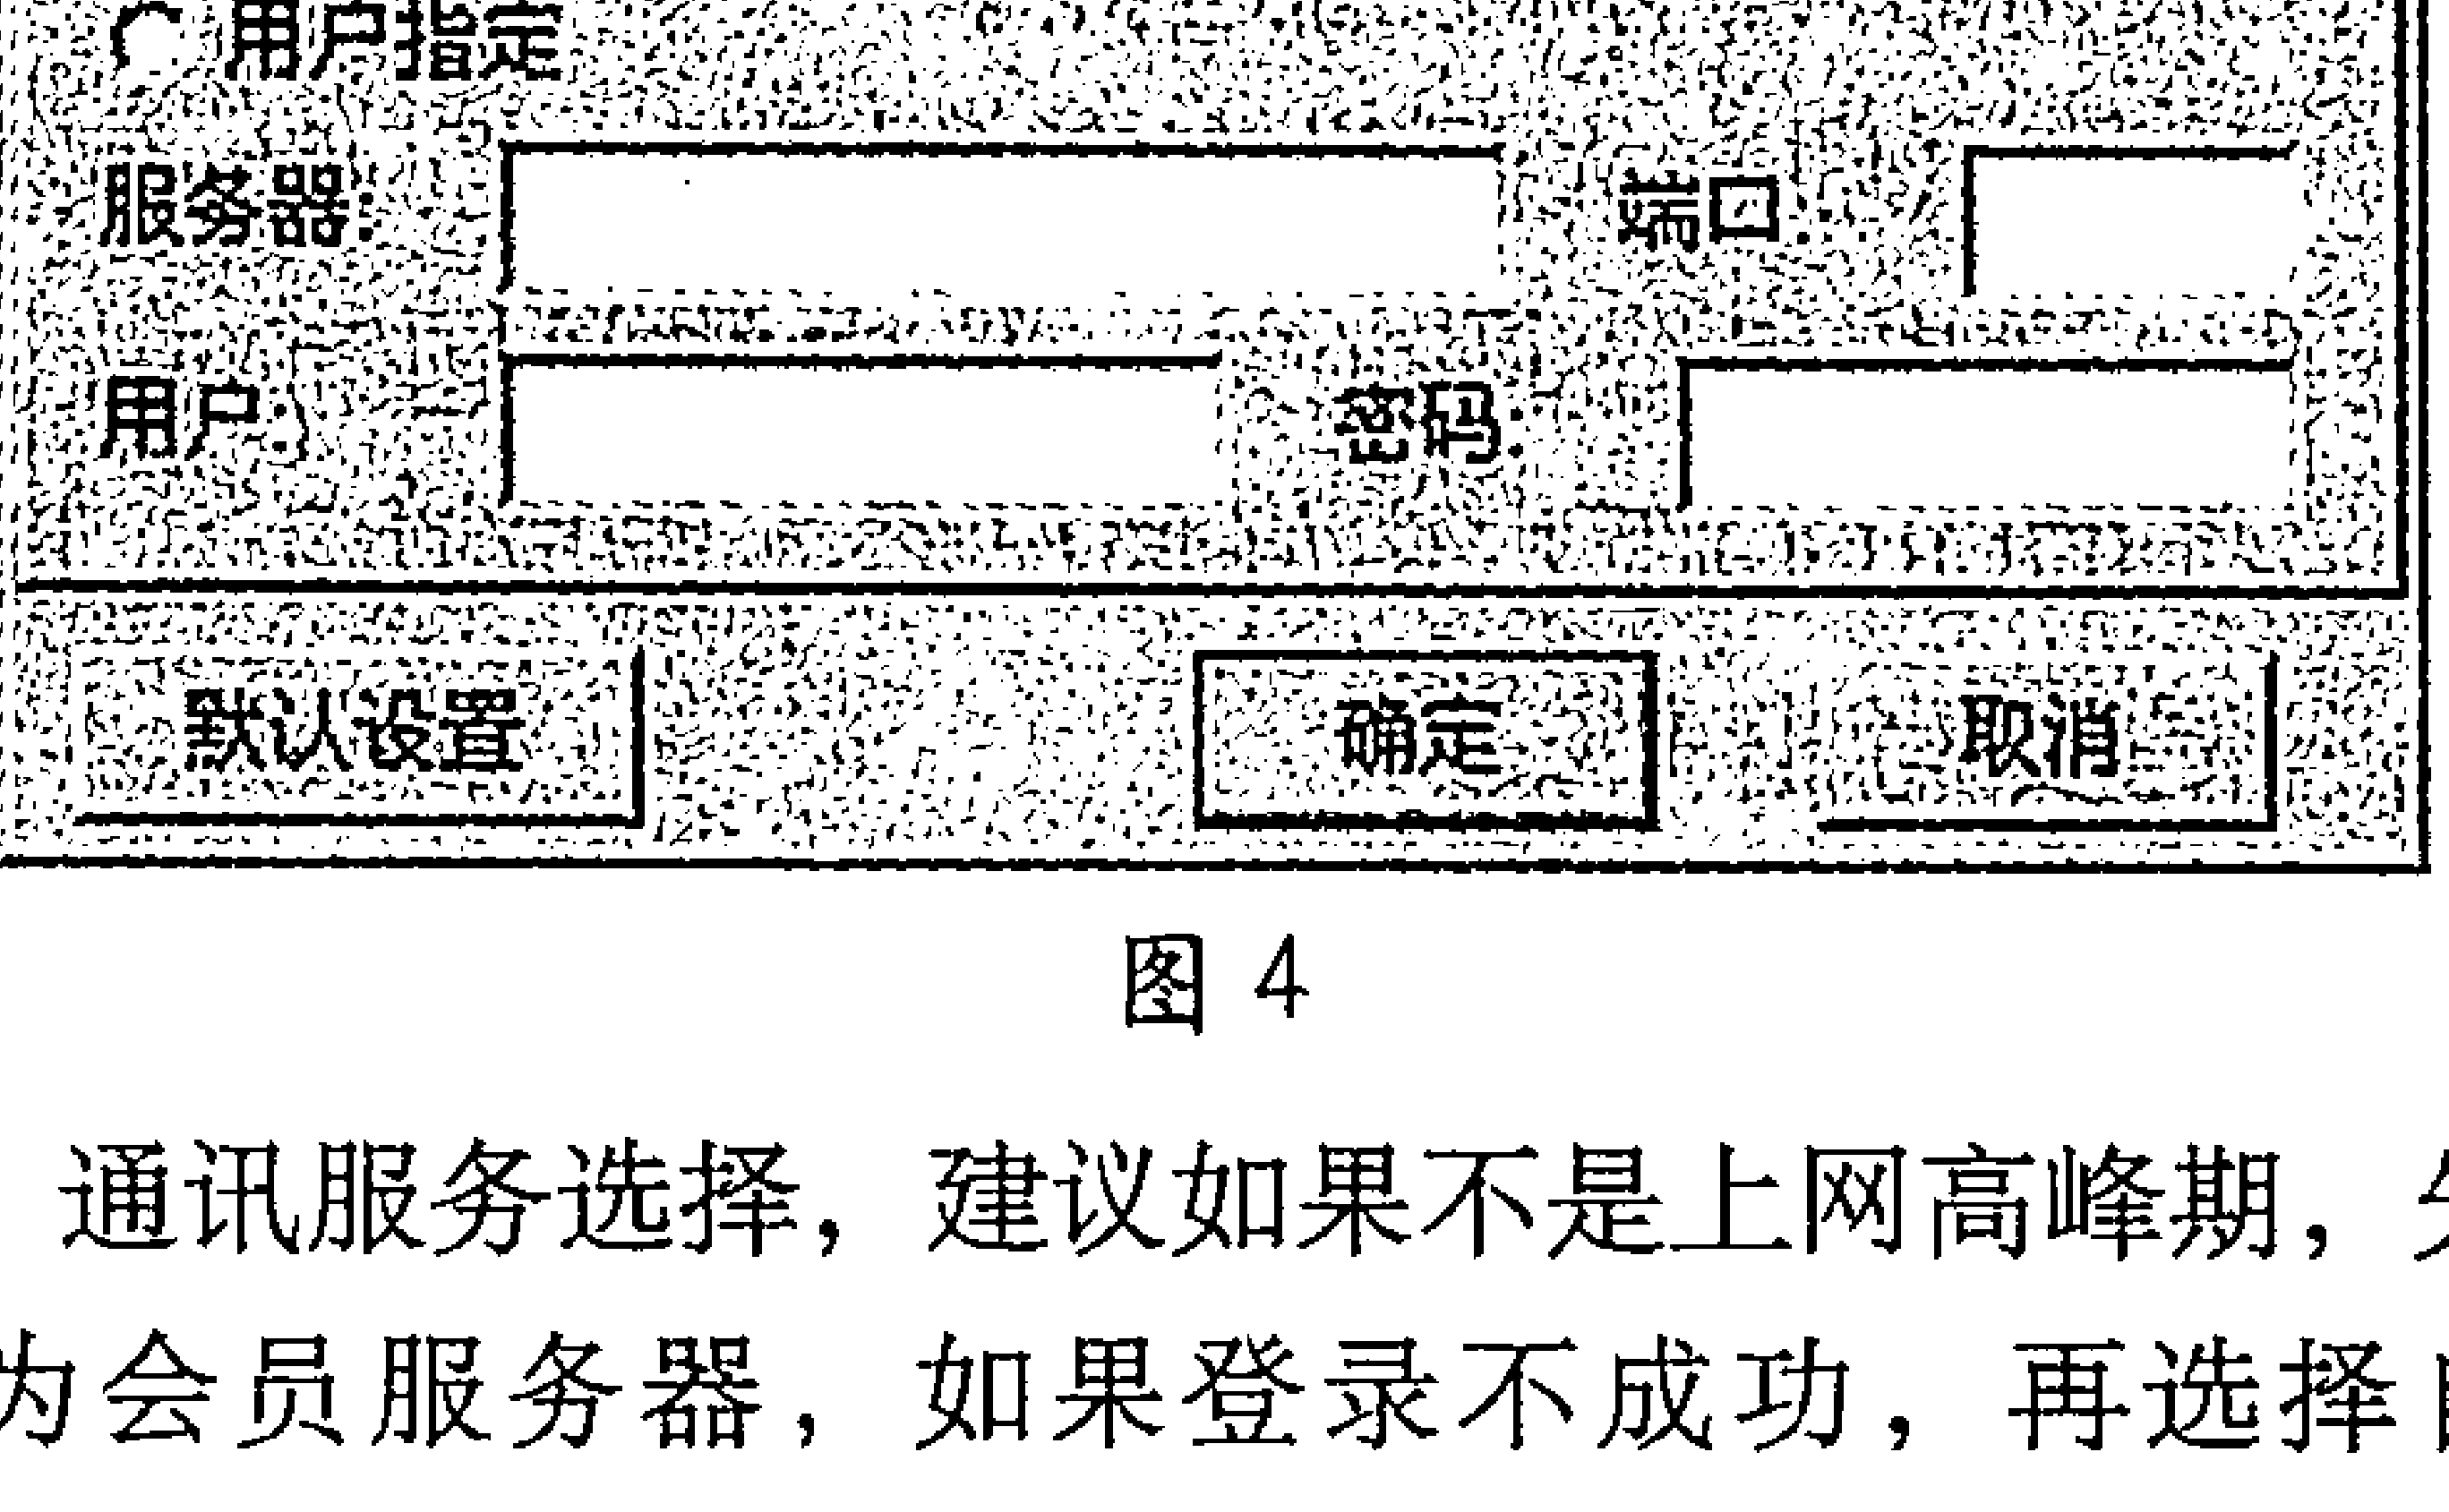 用户指定
服务器: 端口:
用户: 密码:
默认设置 确定 取消
图 4
通讯服务选择，建议如果不是上网高峰期，
为会员服务器，如果登录不成功，再选择